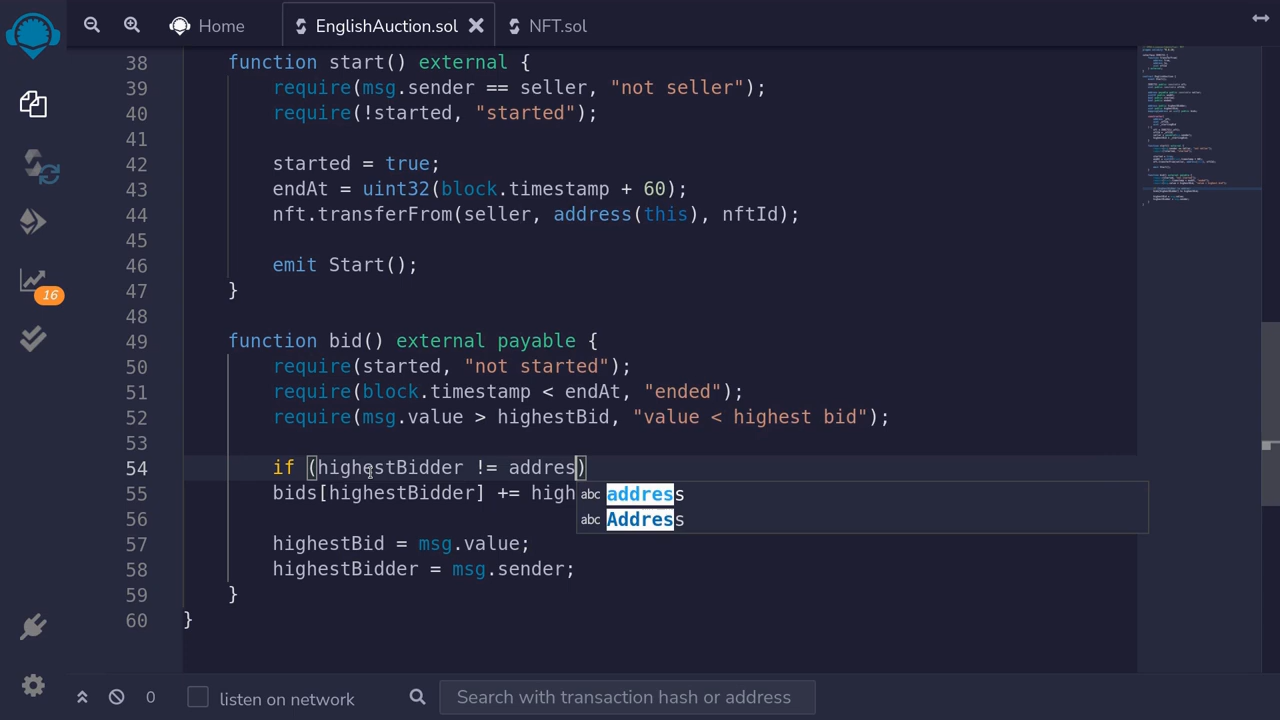 Home
EnglishAuction.sol
NFT.sol
38 function start() external {
39 require(msg.sender == seller, "not seller");
40 require(!started, "started");
41
42 started = true;
43 endAt = uint32(block.timestamp + 60);
44 nft.transferFrom(seller, address(this), nftId);
45
46 emit Start();
47 }
48
49 function bid() external payable {
50 require(started, "not started");
51 require(block.timestamp < endAt, "ended");
52 require(msg.value > highestBid, "value < highest bid");
53
54 if (highestBidder != addres)
55 bids[highestBidder] += high
abc address
abc Address
56
57 highestBid = msg.value;
58 highestBidder = msg.sender;
59 }
60 }
16
0
listen on network
Search with transaction hash or address